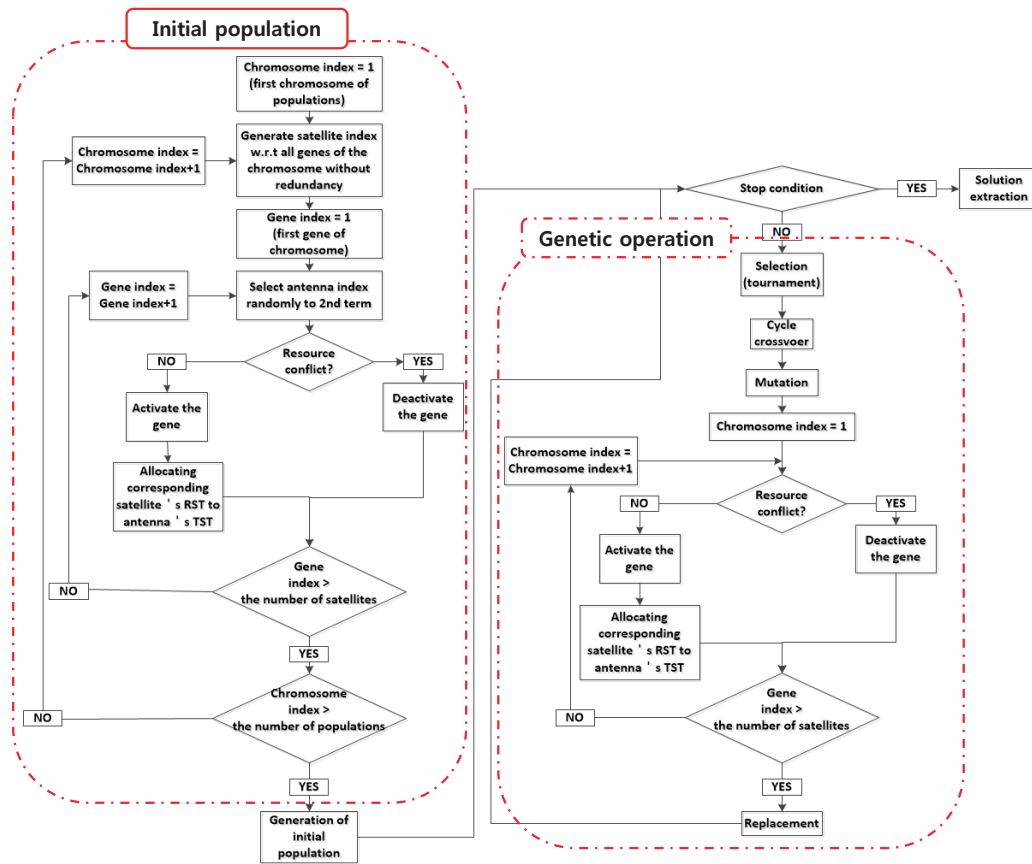 Initial population
Chromosome index = 1
(first chromosome of
populations)
Chromosome index =
Chromosome index+1
Generate satellite index
w.r.t all genes of the
chromosome without
redundancy
Gene index = 1
(first gene of
chromosome)
Gene index =
Gene index+1
Select antenna index
randomly to 2nd term
Resource
conflict?
NO
YES
Activate the
gene
Deactivate
the gene
Allocating
corresponding
satellite ' s RST to
antenna ' s TST
Gene
index >
the number of satellites
NO
YES
Chromosome
index >
the number of populations
NO
YES
Generation of
initial
population
Stop condition
YES
Solution
extraction
NO
Genetic operation
Selection
(tournament)
Cycle
crossvoer
Mutation
Chromosome index = 1
Chromosome index =
Chromosome index+1
Resource
conflict?
NO
YES
Activate the
gene
Deactivate
the gene
Allocating
corresponding
satellite ' s RST to
antenna ' s TST
Gene
index >
the number of satellites
NO
YES
Replacement